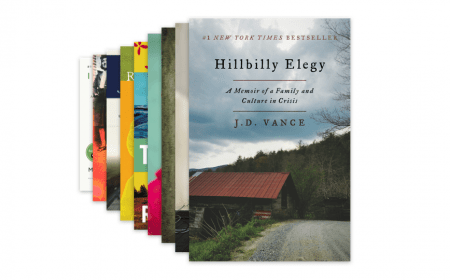 #1 NEW YORK TIMES BESTSELLER
Hillbilly Elegy
A Memoir of a Family and
Culture in Crisis
J.D. VANCE